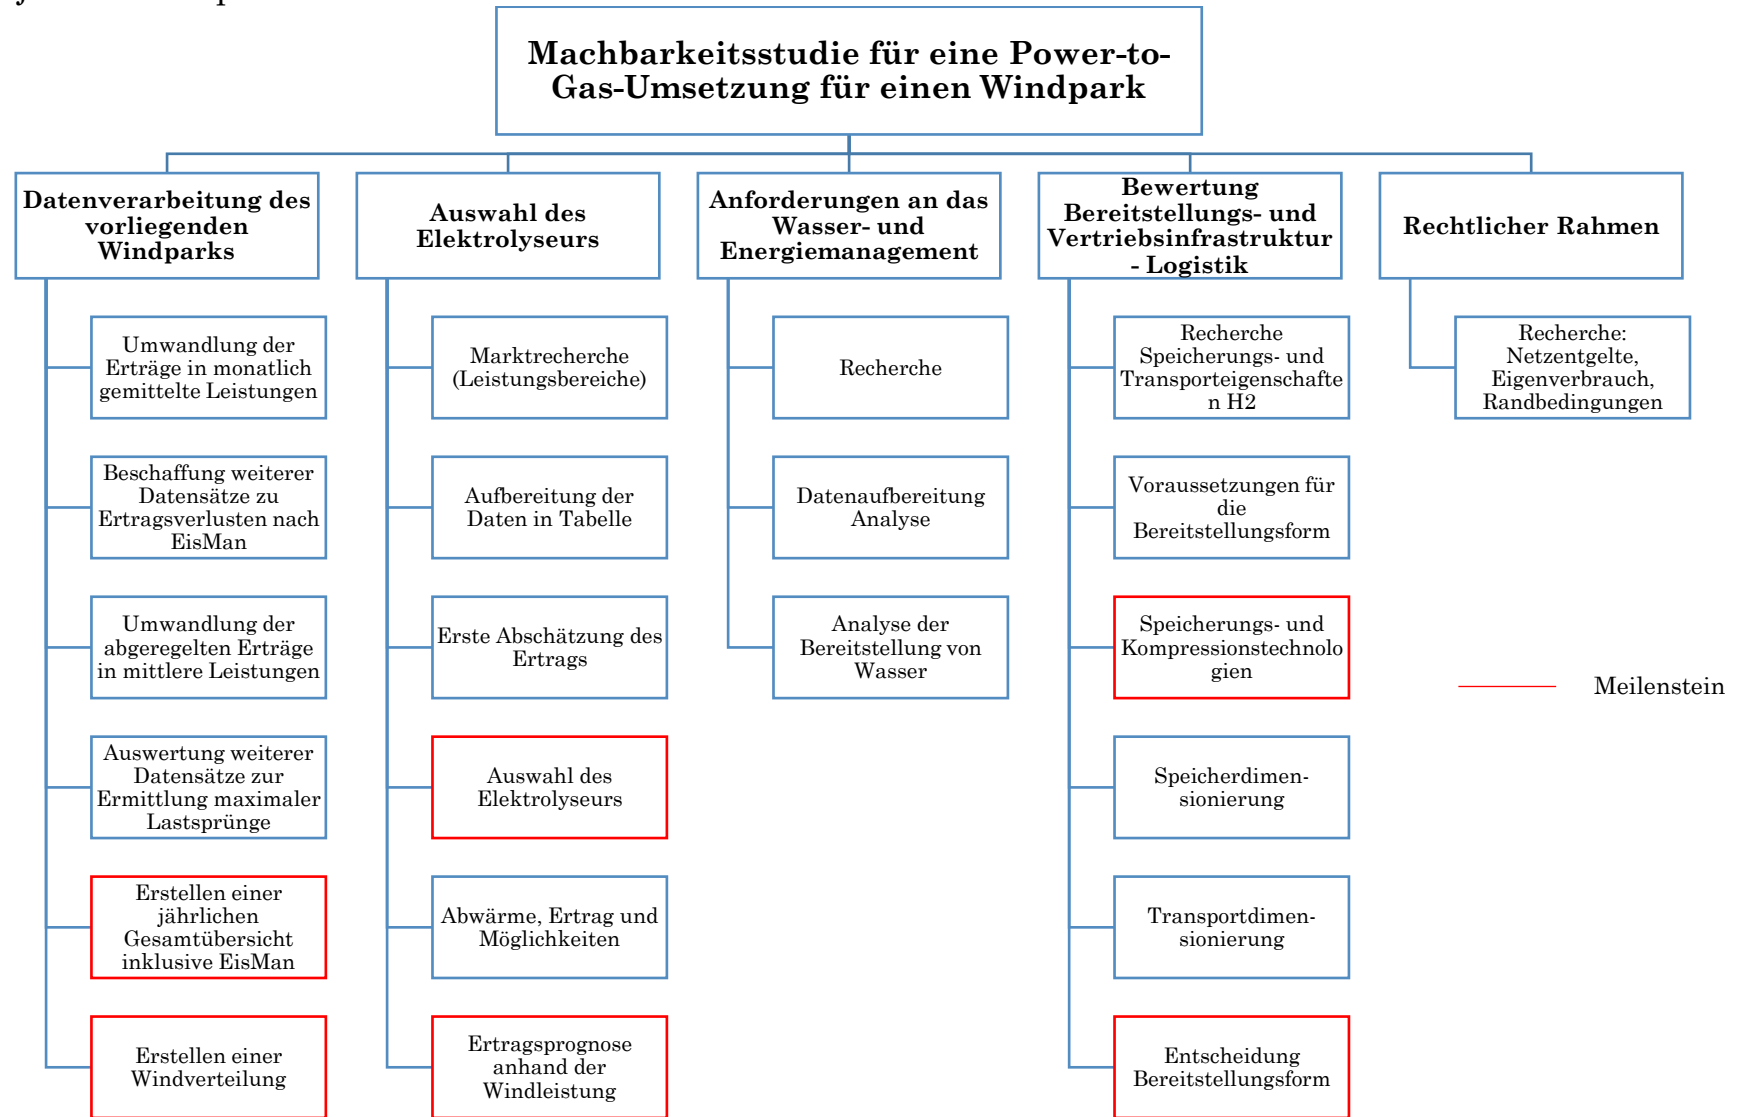 Machbarkeitsstudie für eine Power-to-
Gas-Umsetzung für einen Windpark
Datenverarbeitung des
vorliegenden
Windparks
Umwandlung der
Erträge in monatlich
gemittelte Leistungen
Beschaffung weiterer
Datensätze zu
Ertragsverlusten nach
EisMan
Umwandlung der
abgeregelten Erträge
in mittlere Leistungen
Auswertung weiterer
Datensätze zur
Ermittlung maximaler
Lastsprünge
Erstellen einer
jährlichen
Gesamtübersicht
inklusive EisMan
Erstellen einer
Windverteilung
Auswahl des
Elektrolyseurs
Marktrecherche
(Leistungsbereiche)
Aufbereitung der
Daten in Tabelle
Erste Abschätzung des
Ertrags
Auswahl des
Elektrolyseurs
Abwärme, Ertrag und
Möglichkeiten
Ertragsprognose
anhand der
Windleistung
Anforderungen an das
Wasser- und
Energiemanagement
Recherche
Datenaufbereitung
Analyse
Analyse der
Bereitstellung von
Wasser
Bewertung
Bereitstellungs- und
Vertriebsinfrastruktur
- Logistik
Recherche
Speicherungs- und
Transporteigenschafte
n H2
Voraussetzungen für
die
Bereitstellungsform
Speicherungs- und
Kompressionstechnolo
gien
Speicherdimen-
sionierung
Transportdimen-
sionierung
Entscheidung
Bereitstellungsform
Rechtlicher Rahmen
Recherche:
Netzentgelte,
Eigenverbrauch,
Randbedingungen
Meilenstein